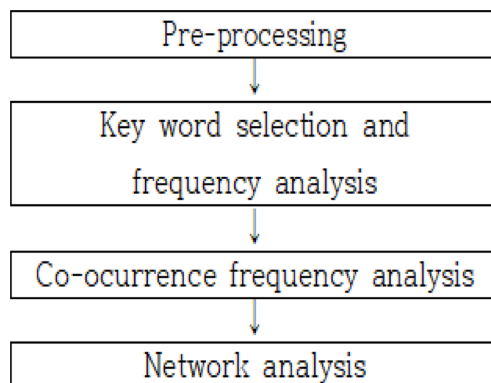 Pre-processing
Key word selection and
frequency analysis
Co-ocurrence frequency analysis
Network analysis